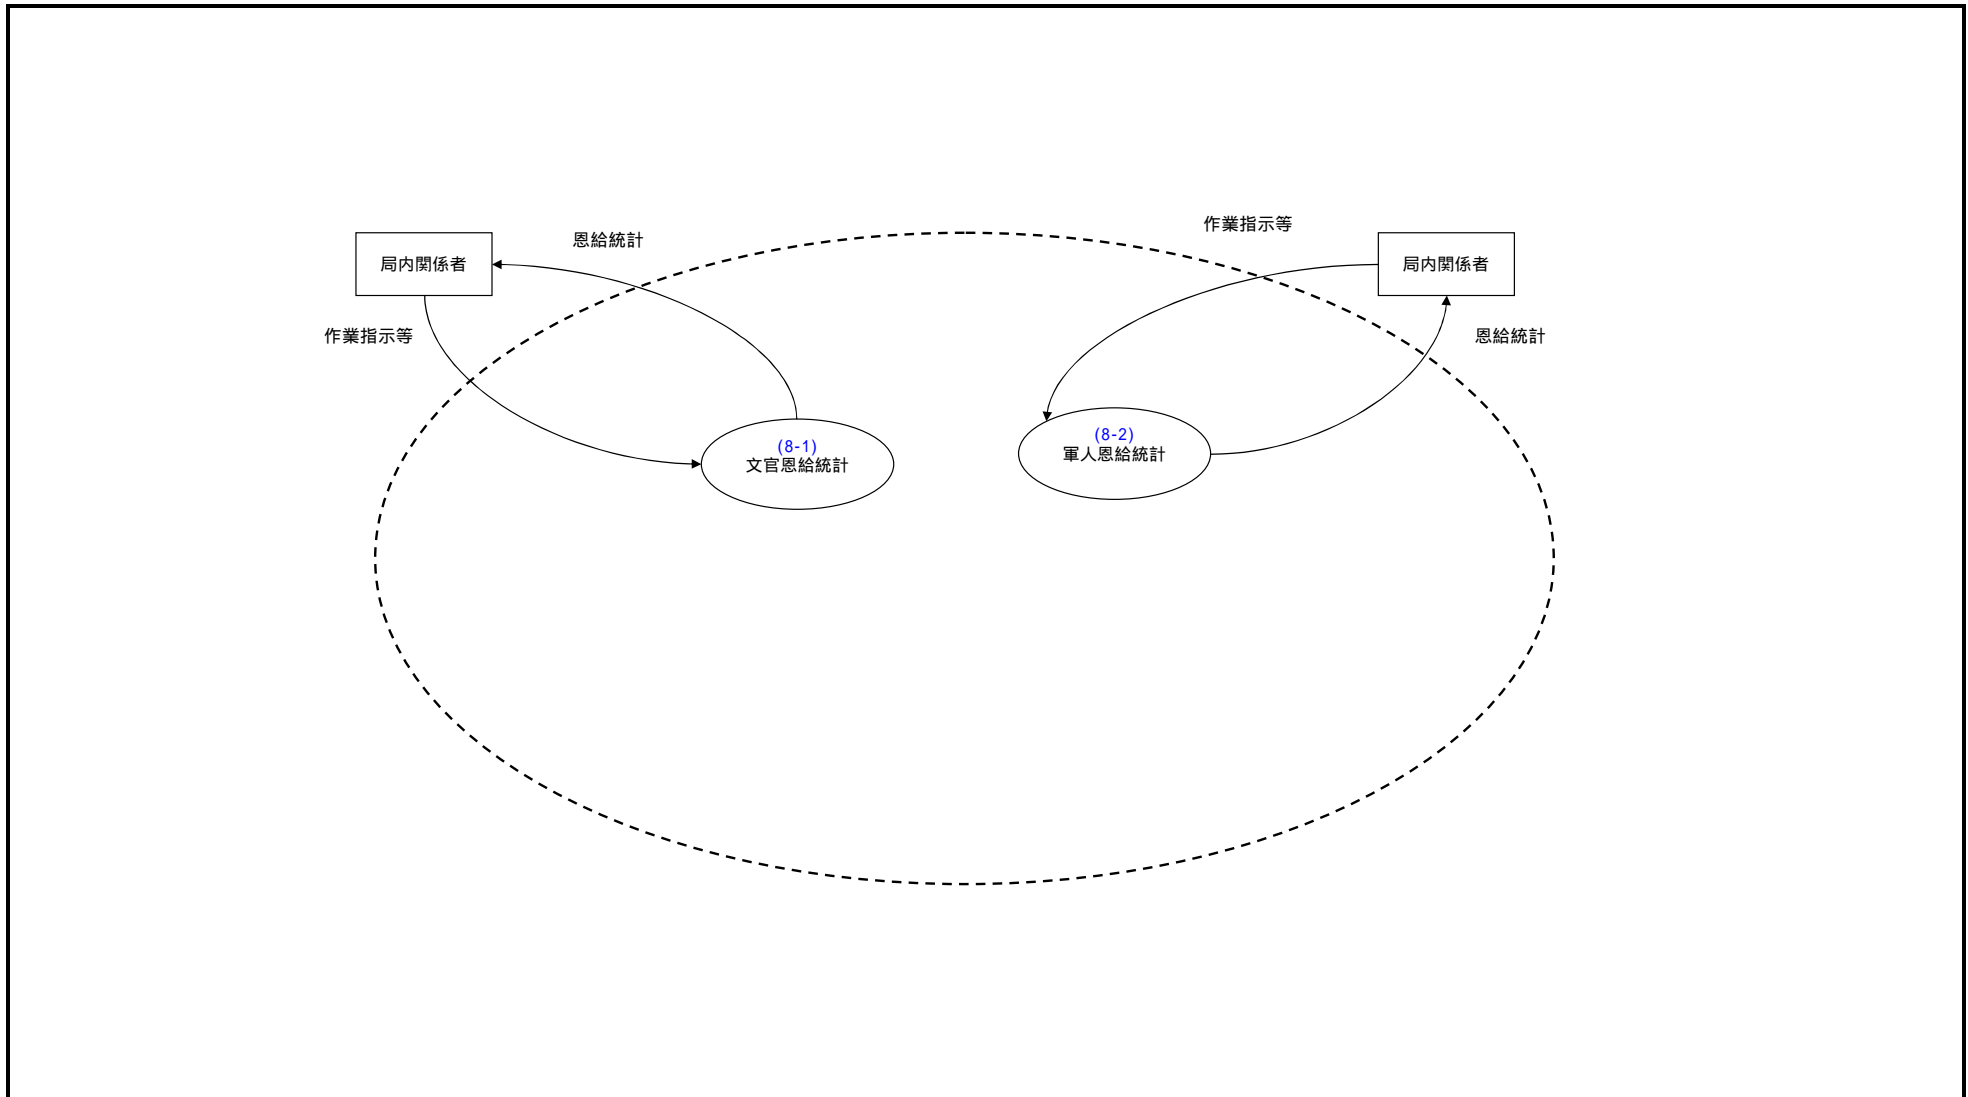 作業指示等
恩給統計
局内関係者
局内関係者
作業指示等
恩給統計
(8-1)
文官恩給統計
(8-2)
軍人恩給統計